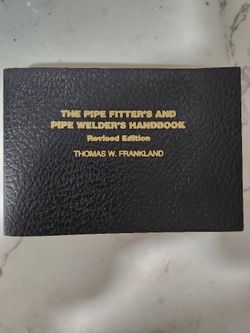 THE PIPE FITTER'S AND
PIPE WELDER'S HANDBOOK
Revised Edition
THOMAS W. FRANKLAND